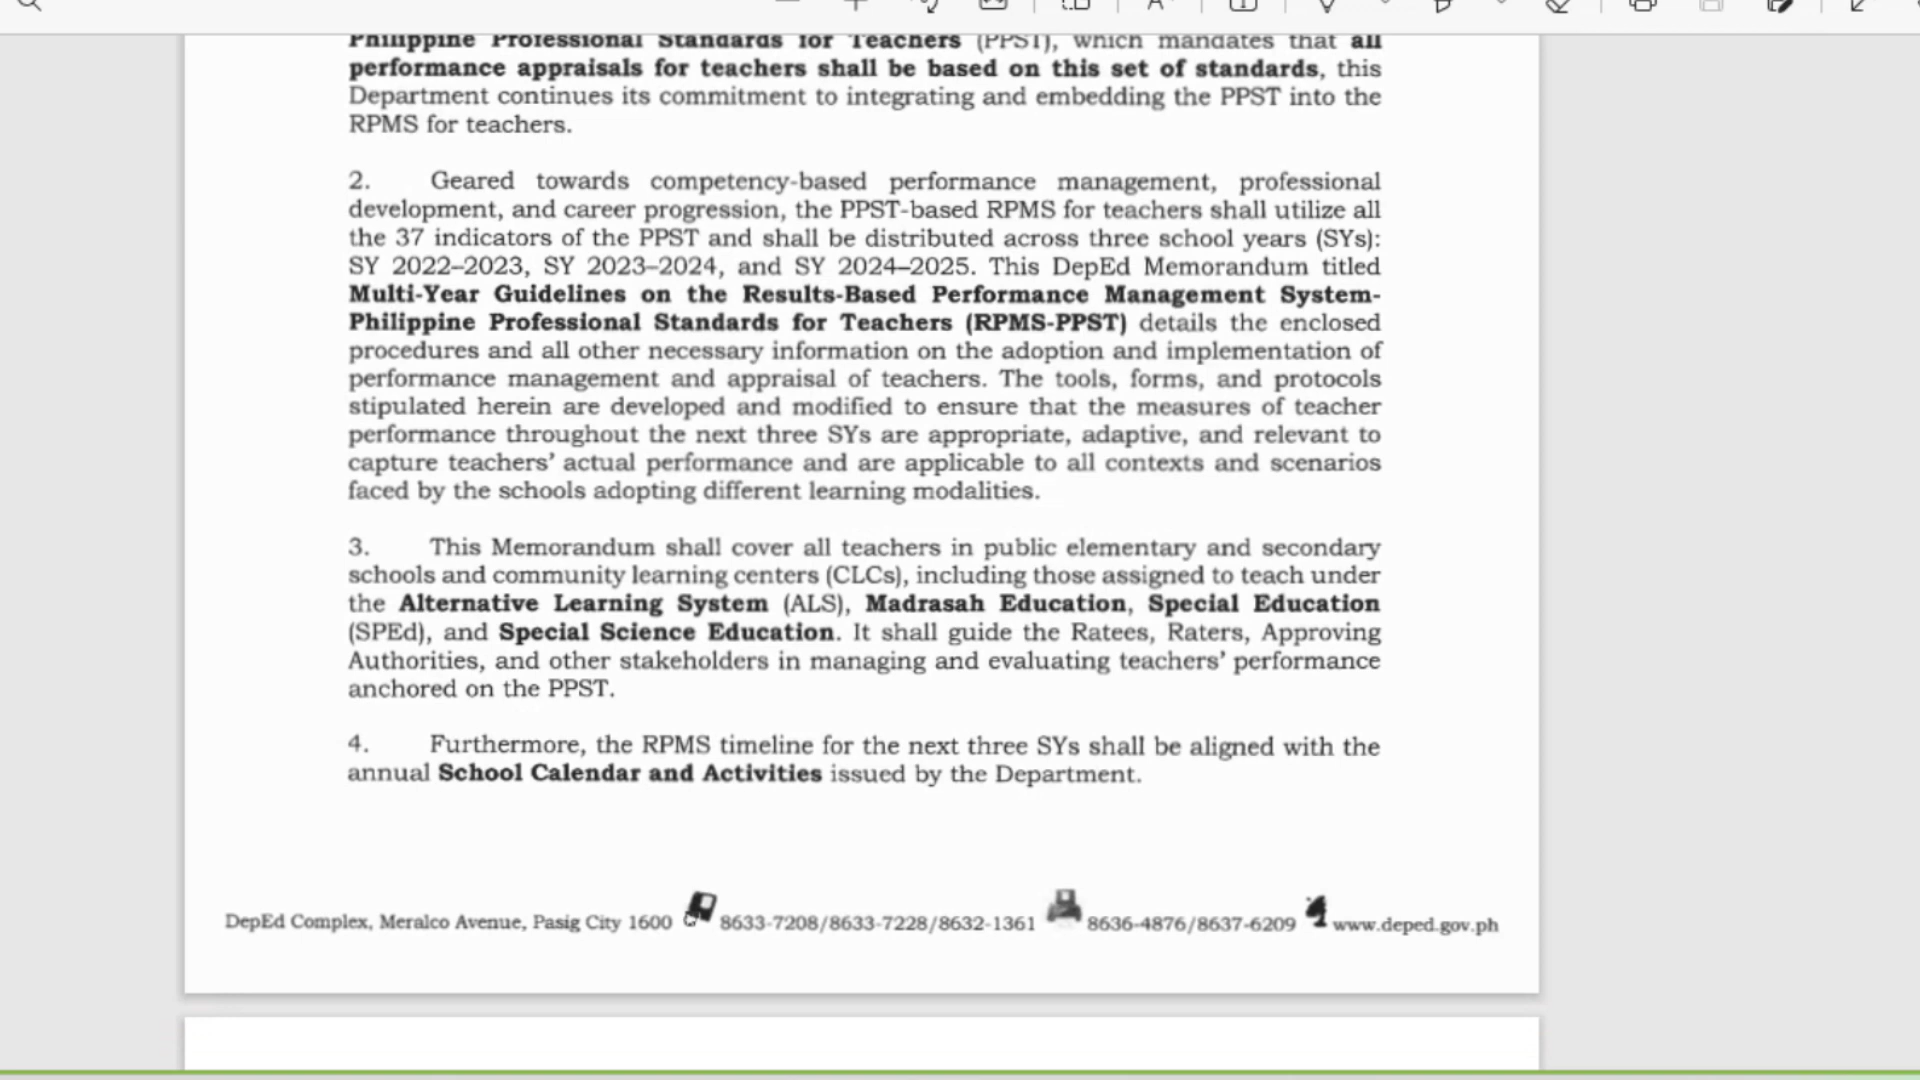 Philippine Professional Standards for Teachers (PPST), which mandates that all
performance appraisals for teachers shall be based on this set of standards, this
Department continues its commitment to integrating and embedding the PPST into the
RPMS for teachers.
2. Geared towards competency-based performance management, professional
development, and career progression, the PPST-based RPMS for teachers shall utilize all
the 37 indicators of the PPST and shall be distributed across three school years (SYs):
SY 2022–2023, SY 2023–2024, and SY 2024–2025. This DepEd Memorandum titled
Multi-Year Guidelines on the Results-Based Performance Management System-
Philippine Professional Standards for Teachers (RPMS-PPST) details the enclosed
procedures and all other necessary information on the adoption and implementation of
performance management and appraisal of teachers. The tools, forms, and protocols
stipulated herein are developed and modified to ensure that the measures of teacher
performance throughout the next three SYs are appropriate, adaptive, and relevant to
capture teachers’ actual performance and are applicable to all contexts and scenarios
faced by the schools adopting different learning modalities.
3. This Memorandum shall cover all teachers in public elementary and secondary
schools and community learning centers (CLCs), including those assigned to teach under
the Alternative Learning System (ALS), Madrasah Education, Special Education
(SPEd), and Special Science Education. It shall guide the Ratees, Raters, Approving
Authorities, and other stakeholders in managing and evaluating teachers’ performance
anchored on the PPST.
4. Furthermore, the RPMS timeline for the next three SYs shall be aligned with the
annual School Calendar and Activities issued by the Department.
DepEd Complex, Meralco Avenue, Pasig City 1600 8633-7208/8633-7228/8632-1361 8636-4876/8637-6209 www.deped.gov.ph